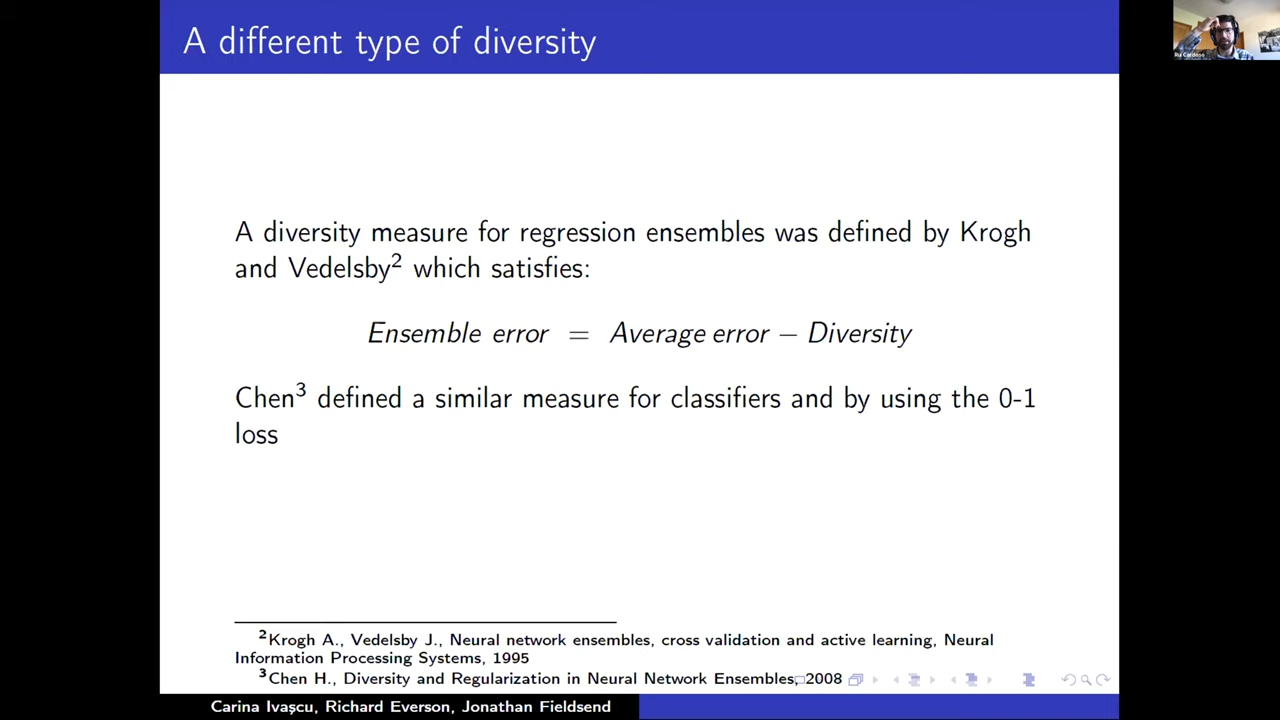 A different type of diversity
Rui Cardoso
A diversity measure for regression ensembles was defined by Krogh
and Vedelsby² which satisfies:
Ensemble error = Average error − Diversity
Chen³ defined a similar measure for classifiers and by using the 0-1
loss
²Krogh A., Vedelsby J., Neural network ensembles, cross validation and active learning, Neural
Information Processing Systems, 1995
³Chen H., Diversity and Regularization in Neural Network Ensembles, 2008
Carina Ivaşcu, Richard Everson, Jonathan Fieldsend